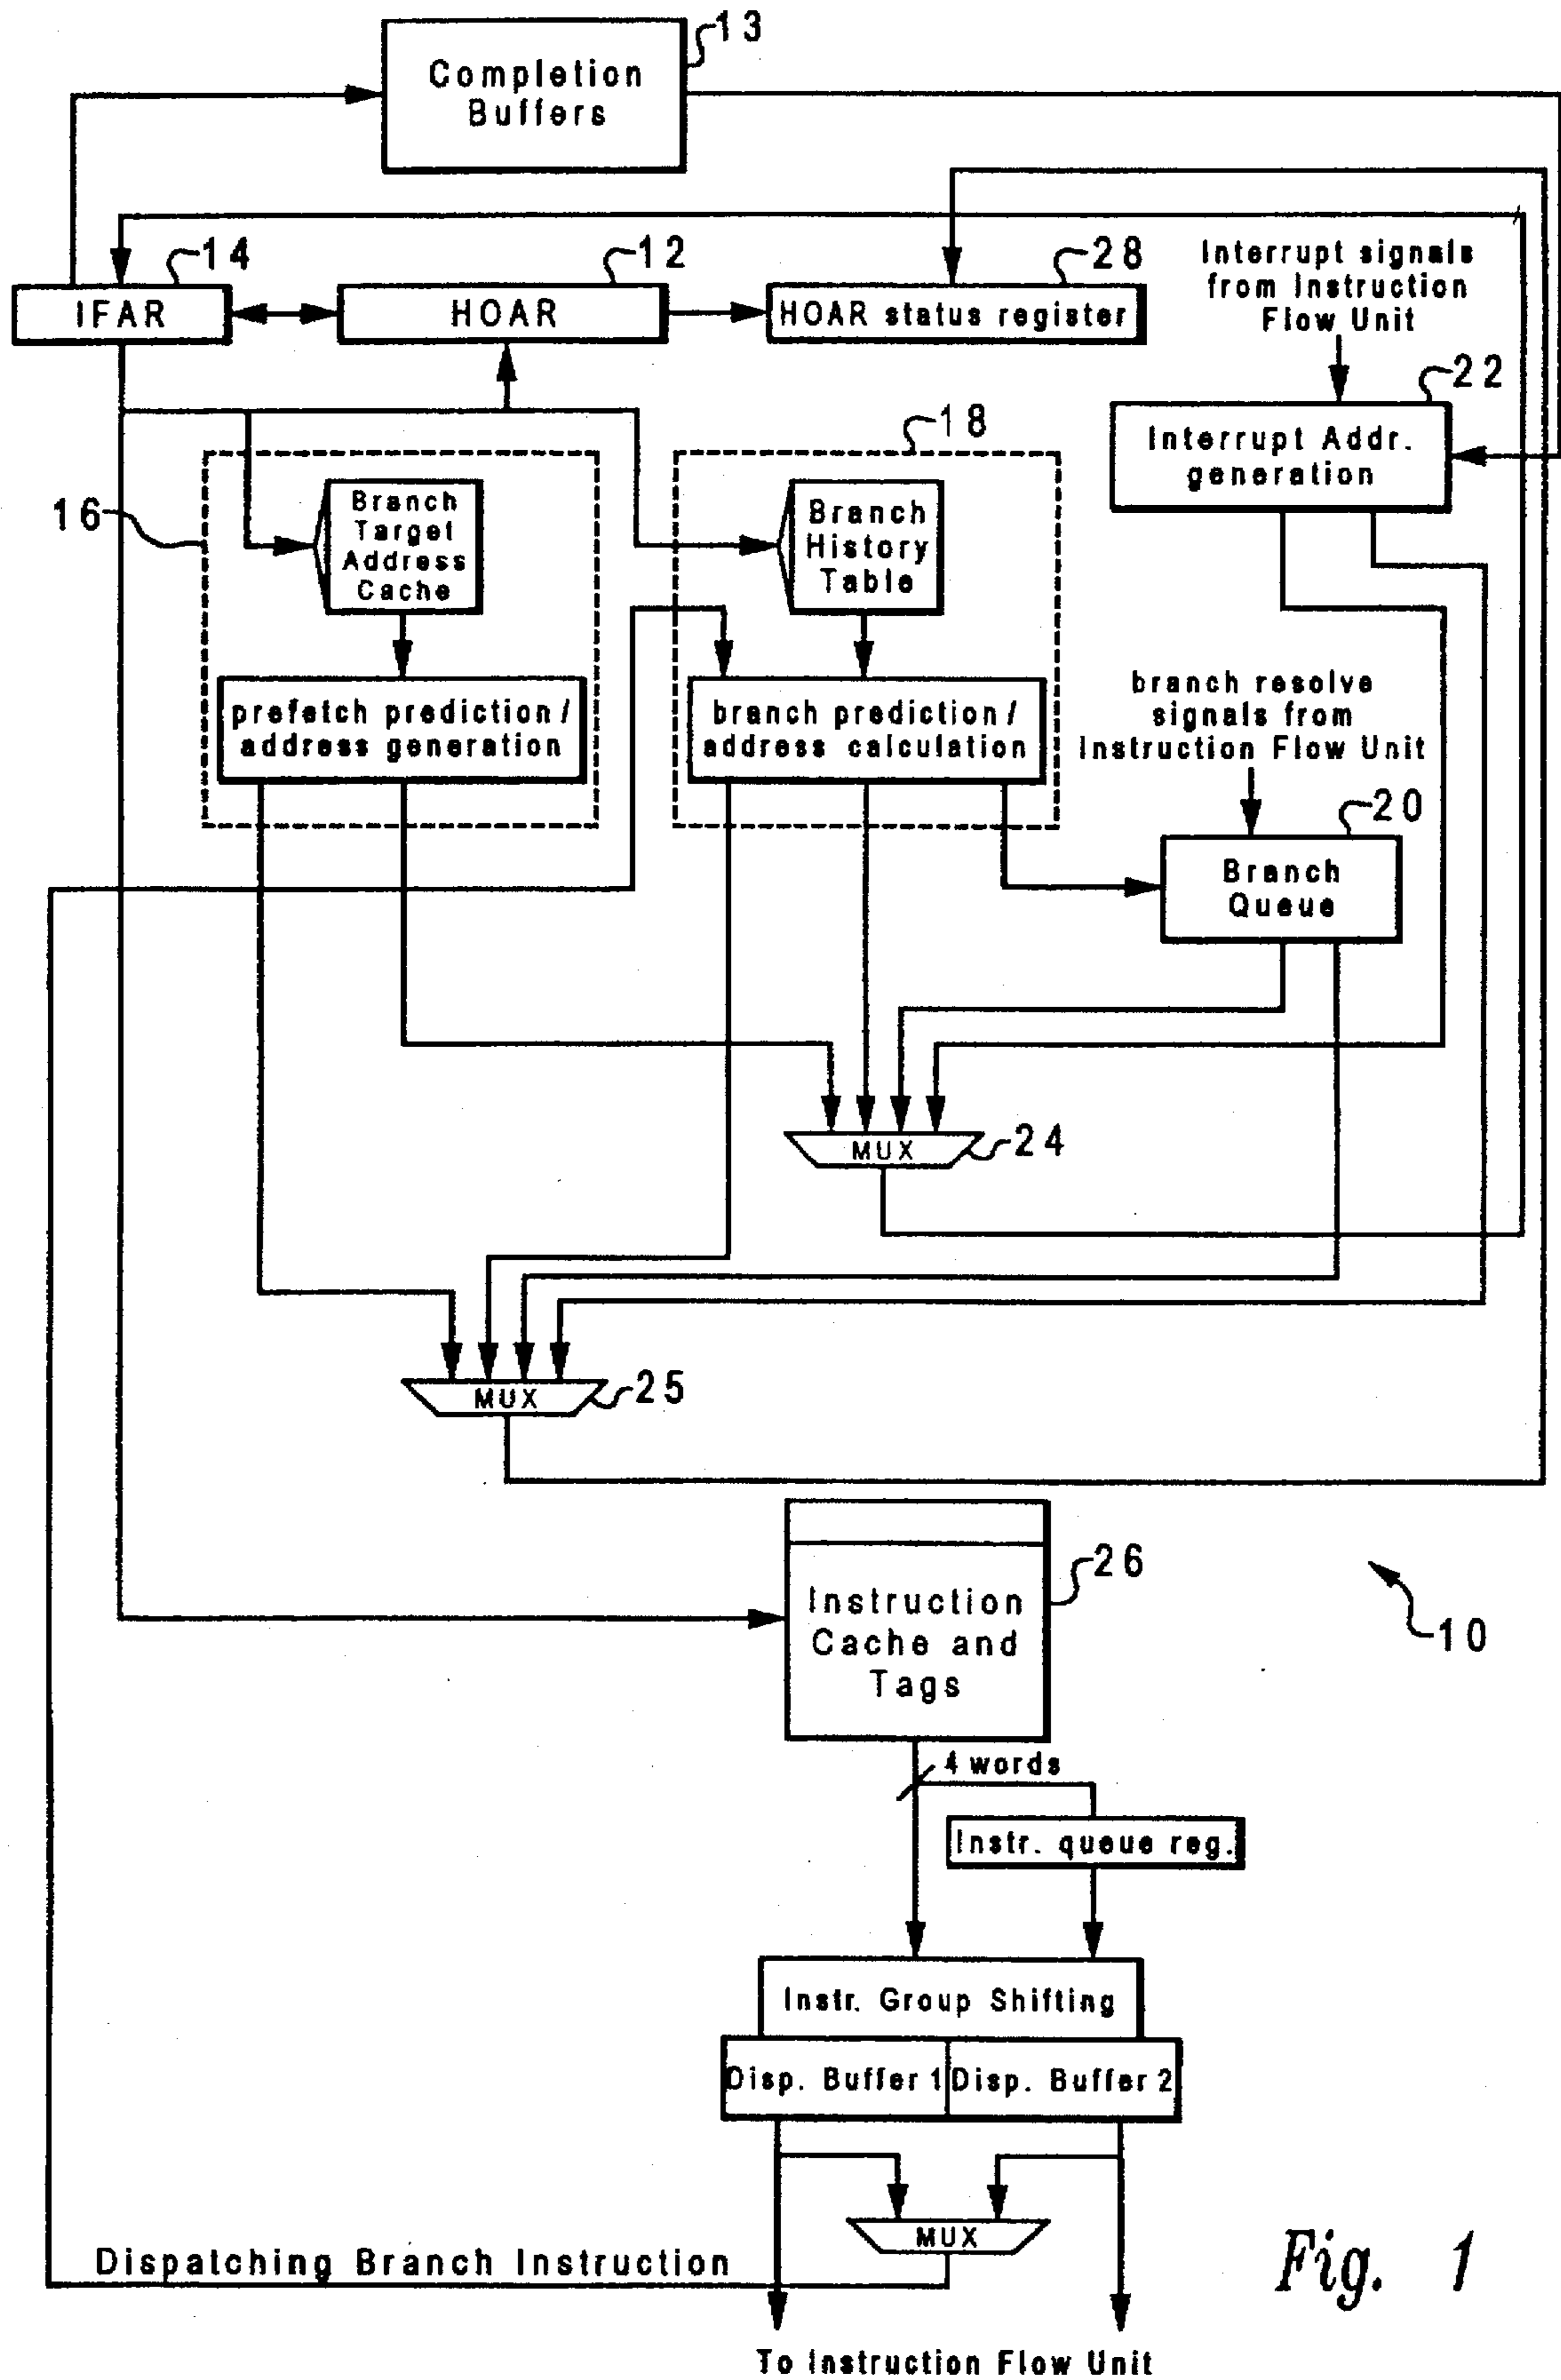 13
Completion
Buffers
14
12
28
IFAR
HOAR
HOAR status register
Interrupt signals
from Instruction
Flow Unit
22
Interrupt Addr.
generation
18
16
Branch
Target
Address
Cache
Branch
History
Table
prefetch prediction/
address generation
branch prediction/
address calculation
branch resolve
signals from
Instruction Flow Unit
20
Branch
Queue
MUX
24
MUX
25
26
Instruction
Cache and
Tags
10
4 words
Instr. queue reg.
Instr. Group Shifting
Disp. Buffer 1
Disp. Buffer 2
MUX
Dispatching Branch Instruction
Fig. 1
To Instruction Flow Unit